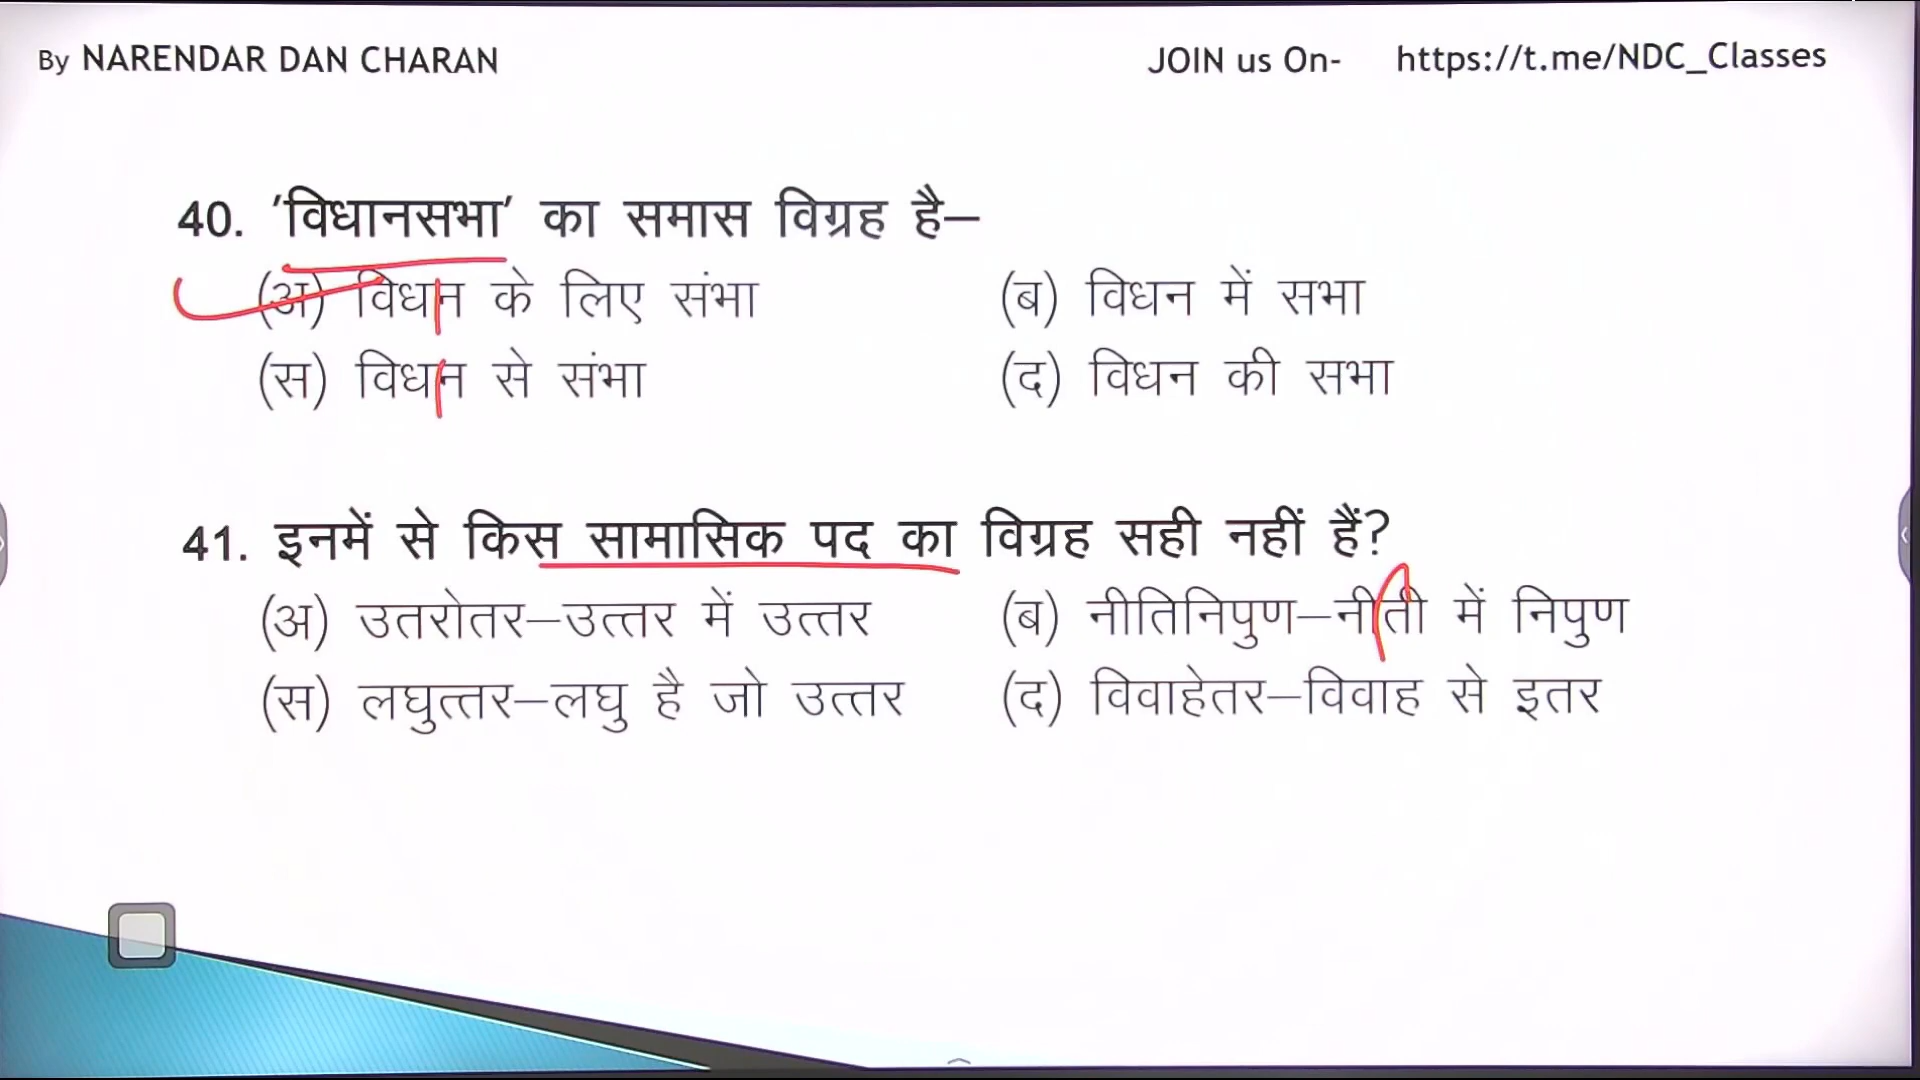 By NARENDAR DAN CHARAN JOIN us On- https://t.me/NDC_Classes
40. 'विधानसभा' का समास विग्रह है–
(अ) विधान के लिए संभा (ब) विधन में सभा
(स) विधान से संभा (द) विधन की सभा
41. इनमें से किस सामासिक पद का विग्रह सही नहीं हैं?
(अ) उतरोतर–उत्तर में उत्तर (ब) नीतिनिपुण–नीती में निपुण
(स) लघुत्तर–लघु है जो उत्तर (द) विवाहेतर–विवाह से इतर